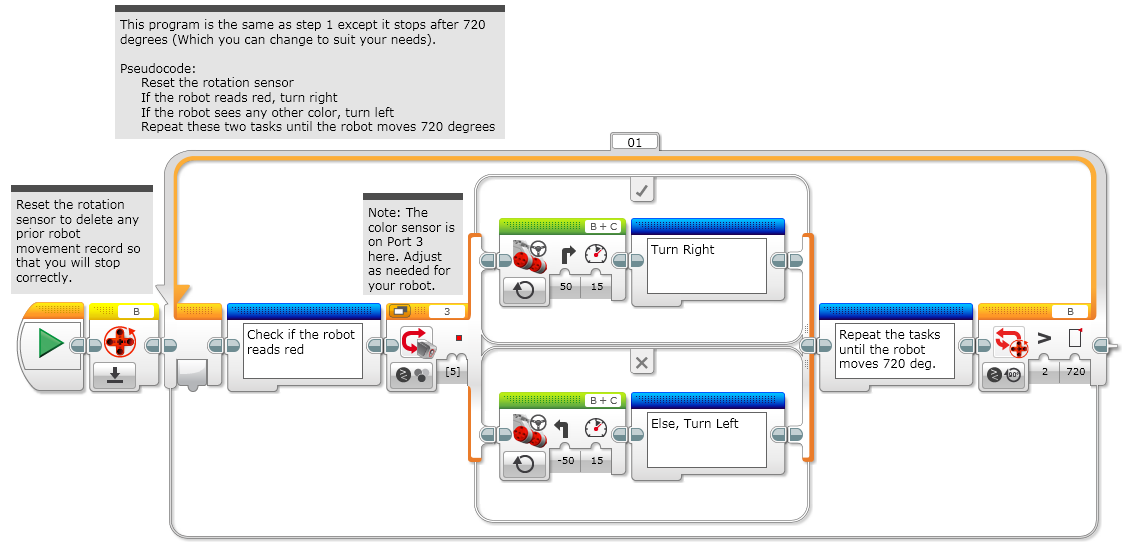 This program is the same as step 1 except it stops after 720
degrees (Which you can change to suit your needs).
Pseudocode:
Reset the rotation sensor
If the robot reads red, turn right
If the robot sees any other color, turn left
Repeat these two tasks until the robot moves 720 degrees
01
Reset the rotation
sensor to delete any
prior robot
movement record so
that you will stop
correctly.
Note: The
color sensor is
on Port 3
here. Adjust
as needed for
your robot.
B + C
50 15
Turn Right
B
Check if the robot
reads red
3
[5]
Repeat the tasks
until the robot
moves 720 deg.
B
>
90°
2 720
B + C
-50 15
Else, Turn Left